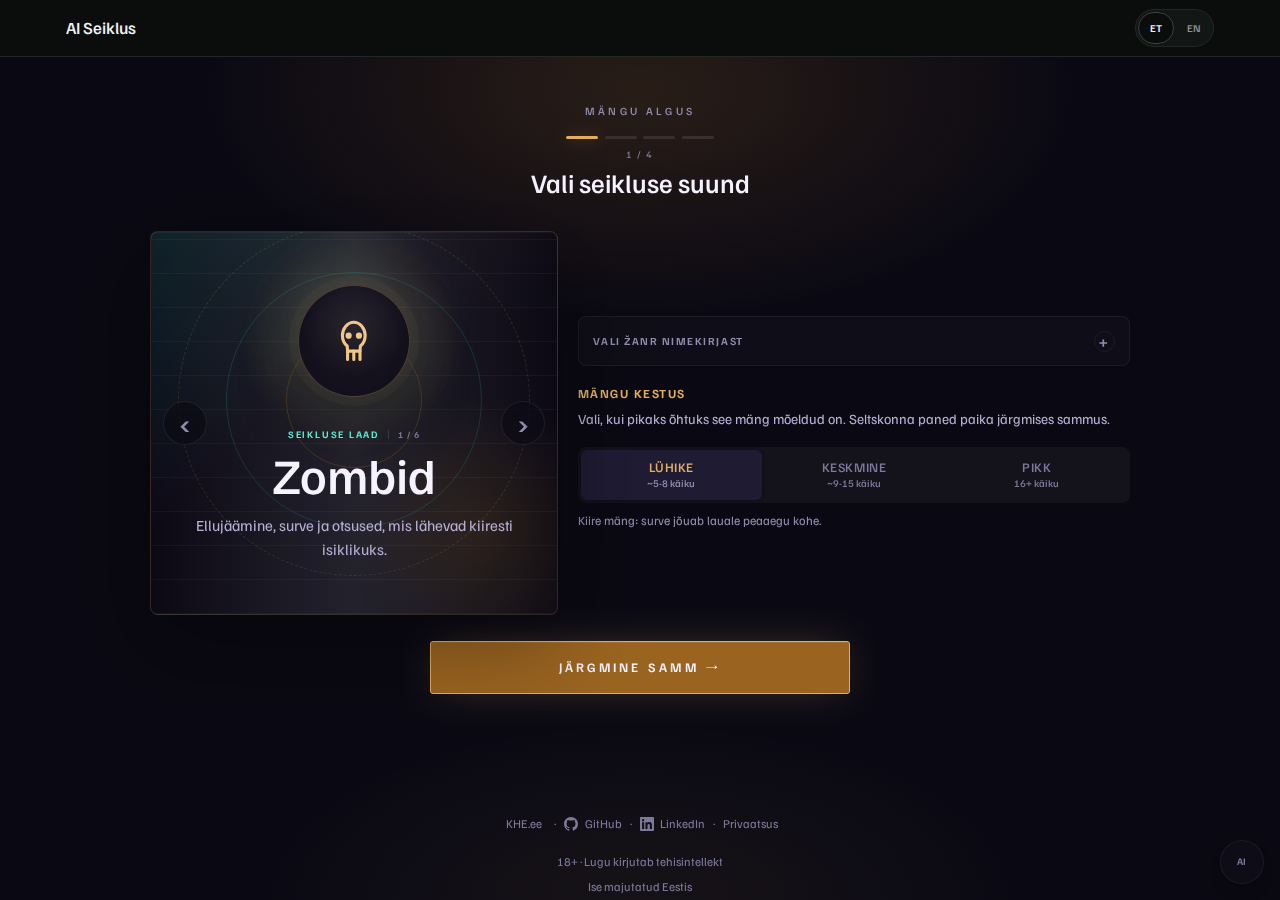 AI Seiklus
ET EN
MÄNGU ALGUS
1 / 4
Vali seikluse suund
SEIKLUSE LAAD | 1 / 6
Zombid
Ellujäämine, surve ja otsused, mis lähevad kiiresti
isiklikuks.
VALI ŽANR NIMEKIRJAST
+
MÄNGU KESTUS
Vali, kui pikaks õhtuks see mäng mõeldud on. Seltskonna paned paika järgmises sammus.
LÜHIKE
~5-8 käiku
KESKMINE
~9-15 käiku
PIKK
16+ käiku
Kiire mäng: surve jõuab lauale peaaegu kohe.
JÄRGMINE SAMM →
KHE.ee · GitHub · LinkedIn · Privaatsus
18+ · Lugu kirjutab tehisintellekt
Ise majutatud Eestis
AI